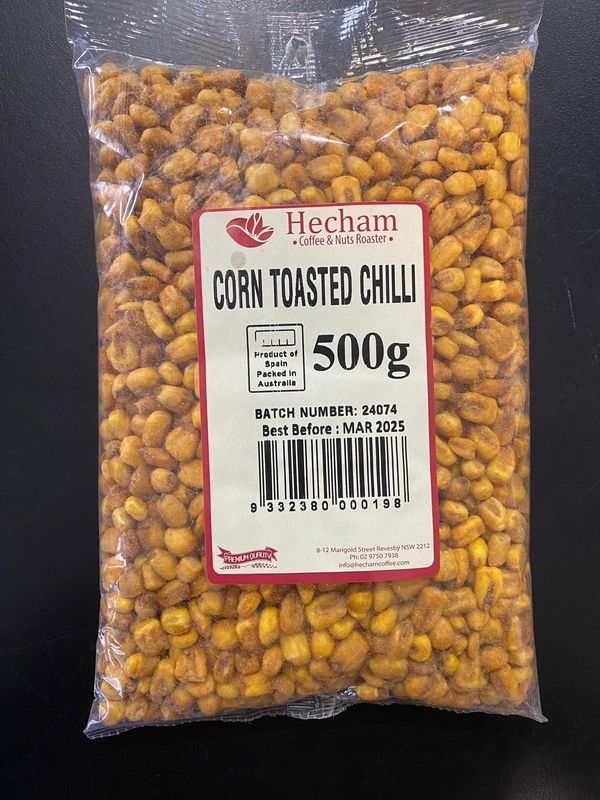 Hecham
• Coffee & Nuts Roaster •
CORN TOASTED CHILLI
Product of
Spain
Packed in
Australia
500g
BATCH NUMBER: 24074
Best Before : MAR 2025
9 332380 000198
PREMIUM QUALITY
8-12 Marigold Street Revesby NSW 2212
Ph: 02 9750 7938
info@hechamcoffee.com